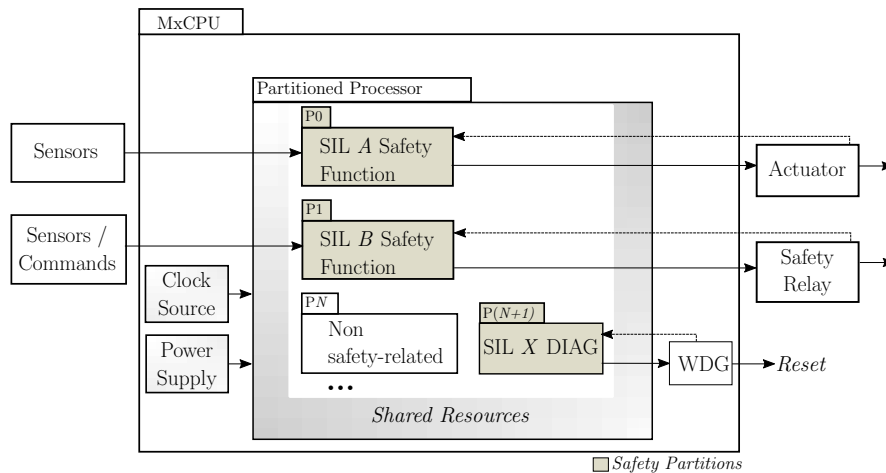 MxCPU
Partitioned Processor
P0
SIL A Safety
Function
Sensors
Actuator
P1
SIL B Safety
Function
Sensors /
Commands
Safety
Relay
Clock
Source
PN
Non
safety-related
...
P(N+1)
SIL X DIAG
WDG
Reset
Power
Supply
Shared Resources
Safety Partitions